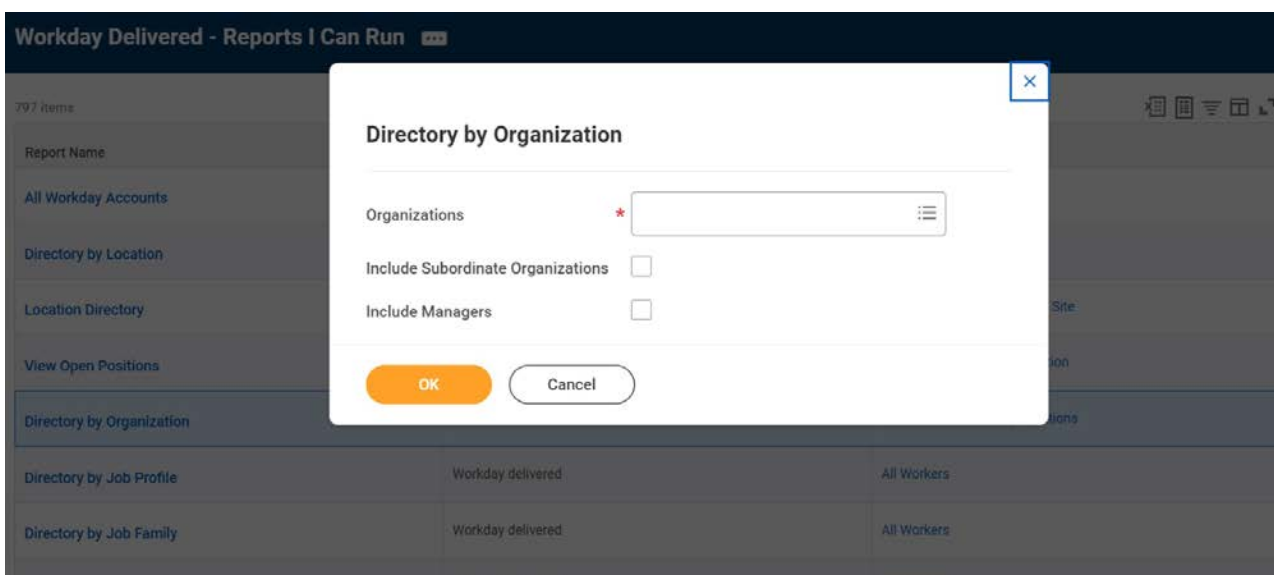 Workday Delivered - Reports I Can Run
797 items
Report Name
All Workday Accounts
Directory by Location
Location Directory
Site
View Open Positions
Directory by Organization
Directory by Organization
Organizations *
Include Subordinate Organizations
Include Managers
OK Cancel
Directory by Job Profile Workday delivered All Workers
Directory by Job Family Workday delivered All Workers